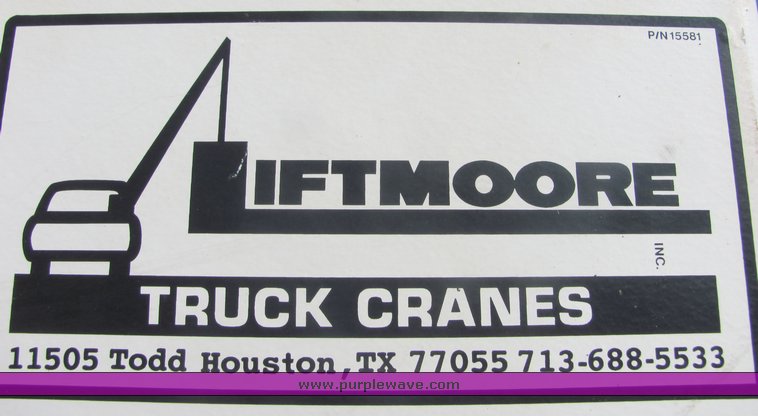 P/N 15581
LIFTMOORE
INC.
TRUCK CRANES
11505 Todd Houston, TX 77055 713-688-5533
www.purplewave.com